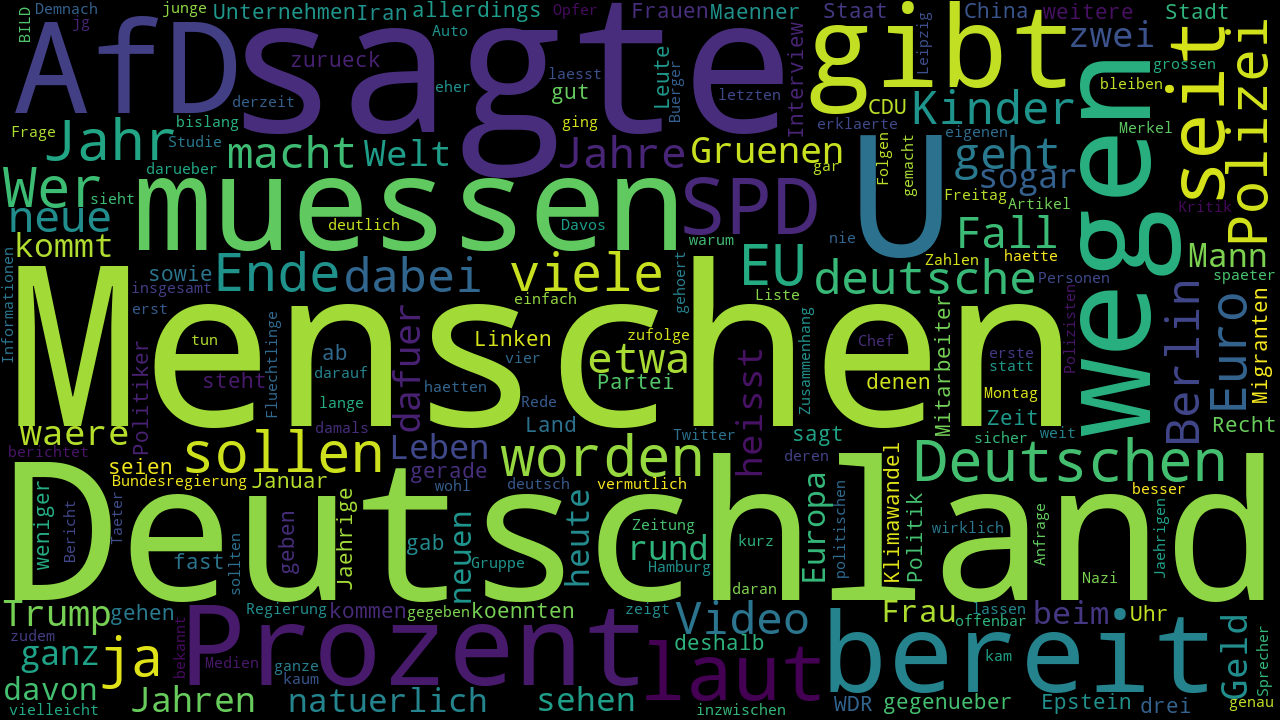 Demnach
junge
Unternehmen
Iran
allerdings
Opfer
Frauen
Maenner
Staat
China
weitere
Stadt
BILD
jg
AfD
sagte
gibt
zwei
seit
Polizei
Auto
zurueck
laesst
eher
gut
Leute
Buerger
letzten
Interview
Leipzig
grossen
bleiben
derzeit
CDU
Kinder
wegen
Frage
bislang
Studie
Jahr
ging
erklaerte
eigenen
Merkel
darueber
macht
Welt
Jahre
Gruenen
gar
Folgen
gemacht
geht
sogar
Wer
sieht
muessen
SPD
U
Freitag
Artikel
Kritik
neue
deutlich
Davos
warum
nie
Fall
kommt
Ende
dabei
viele
EU
Zahlen
haette
Mann
sowie
insgesamt
gehoert
deutsche
Personen
spaeter
Informationen
Menschen
erst
einfach
Liste
Berlin
Euro
Migranten
tun
Fluechtlinge
ab
dafuer
Linken
zufolge
Zusammenhang
Chef
Mitarbeiter
Polizisten
Politiker
steht
darauf
haetten
vier
etwa
Partei
heisst
denen
erste
statt
Montag
lange
damals
Rede
Land
Zeit
Recht
waere
berichtet
sollen
Leben
worden
Twitter
sagt
sicher
weit
seien
Bundesregierung
Januar
gerade
wohl
deutsch
vermutlich
deren
Deutschen
besser
Deutschland
weniger
Bericht
Taeter
fast
sollten
geben
Jaehrige
gab
neuen
Gruppe
heute
Zeitung
rund
Hamburg
kurz
daran
Europa
politischen
Klimawandel
Politik
wirklich
Anfrage
Nazi
Jaehrigen
Trump
gehen
Regierung
kommen
gegeben
koennten
zeigt
Video
Frau
lassen
offenbar
beim
Uhr
zudem
ganz
ja
bekannt
Prozent
Medien
ganze
kaum
laut
deshalb
bereit
kam
Geld
Sprecher
davon
vielleicht
Jahren
natuerlich
sehen
inzwischen
WDR
gegenueber
Epstein
drei
genau